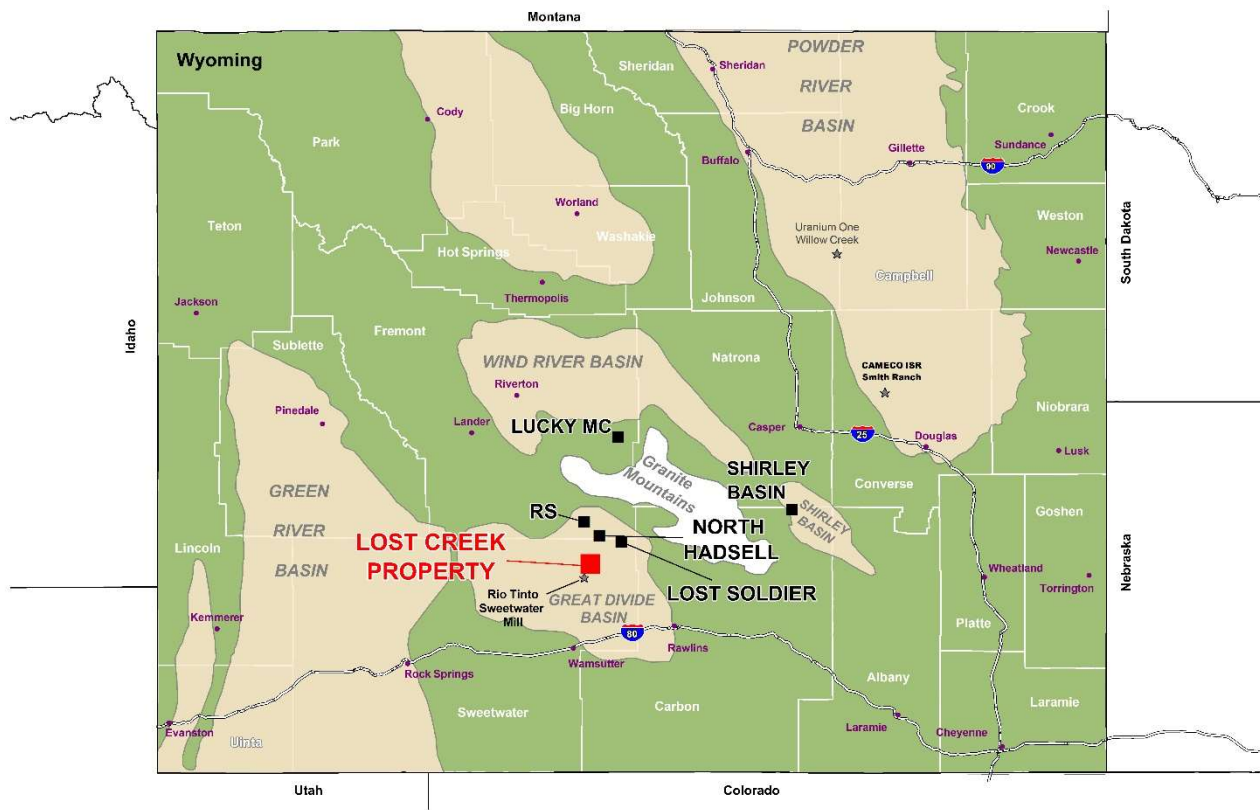 Montana
Wyoming
Sheridan
POWDER
RIVER
BASIN
Sheridan
Crook
Sundance
Cody
Big Horn
Park
Buffalo
Gillette
90
Teton
Worland
Washakie
Weston
Uranium One
Willow Creek
Newcastle
Hot Springs
Campbell
Thermopolis
Johnson
Jackson
South Dakota
Idaho
Sublette
Fremont
WIND RIVER BASIN
Natrona
CAMECO ISR
Smith Ranch
Riverton
Pinedale
Niobrara
Lander
LUCKY MC
Casper
25
Douglas
Lusk
Granite
Mountains
SHIRLEY
BASIN
Converse
GREEN
RIVER
BASIN
RS
SHIRLEY
BASIN
Goshen
NORTH
HADSELL
Lincoln
LOST CREEK
PROPERTY
LOST SOLDIER
Wheatland
Torrington
Nebraska
Rio Tinto
Sweetwater
Mill
GREAT DIVIDE
BASIN
Kemmerer
80
Rawlins
Platte
Wamsutter
Rock Springs
Albany
Sweetwater
Carbon
Laramie
Evanston
Uinta
Laramie
Cheyenne
Utah
Colorado